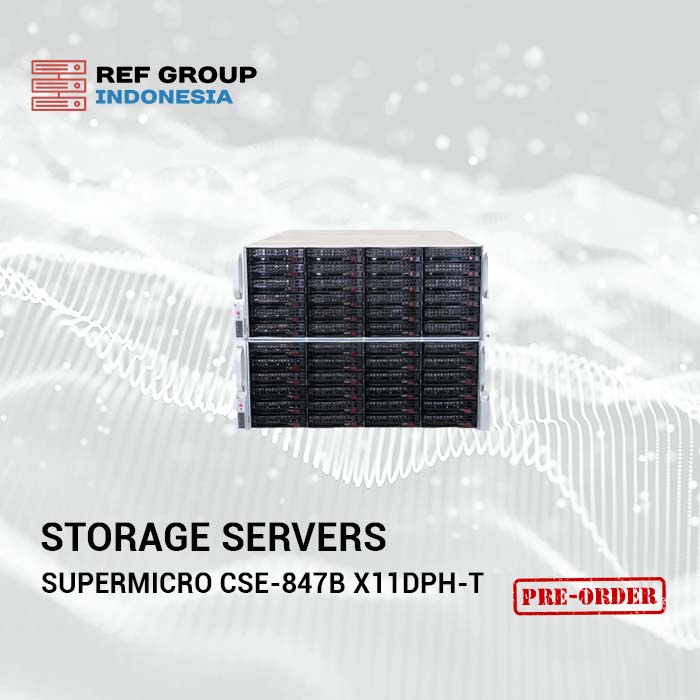 REF GROUP
INDONESIA
STORAGE SERVERS
SUPERMICRO CSE-847B X11DPH-T
PRE-ORDER